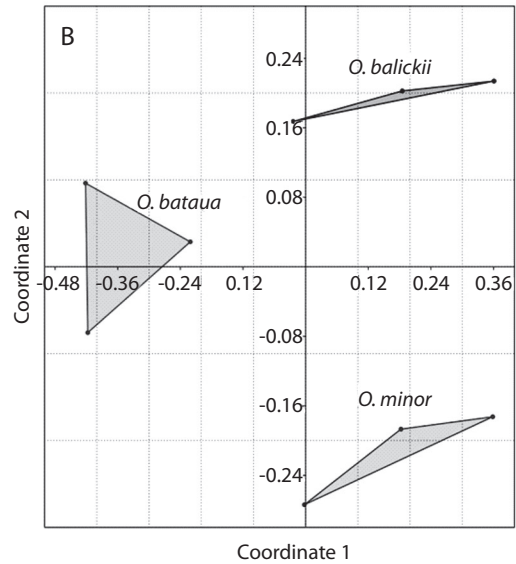 B
0.24
O. balickii
0.16
0.08
O. bataua
Coordinate 2
-0.48 -0.36 -0.24 0.12 0.12 0.24 0.36
-0.08
-0.16
O. minor
-0.24
Coordinate 1